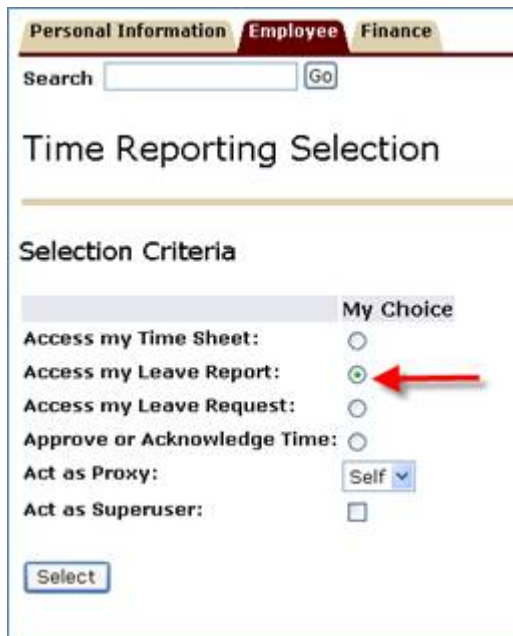 Personal Information Employee Finance
Search Go
Time Reporting Selection
Selection Criteria
My Choice
Access my Time Sheet:
Access my Leave Report:
Access my Leave Request:
Approve or Acknowledge Time:
Act as Proxy: Self
Act as Superuser:
Select